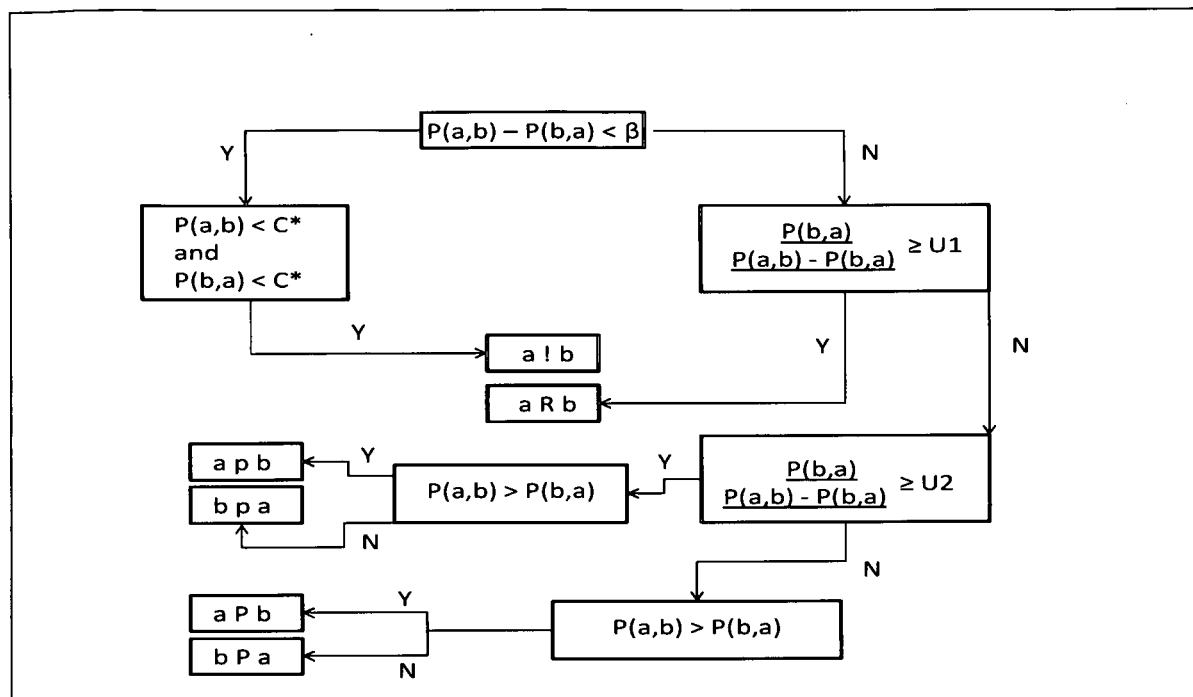 P(a,b) – P(b,a) < β
Y
N
P(a,b) < C*
and
P(b,a) < C*
P(b,a)
P(a,b) - P(b,a) ≥ U1
Y
a ! b
Y
N
a R b
a p b
Y
b p a
N
P(a,b) > P(b,a)
Y
P(b,a)
P(a,b) - P(b,a) ≥ U2
N
a P b
Y
b P a
N
P(a,b) > P(b,a)